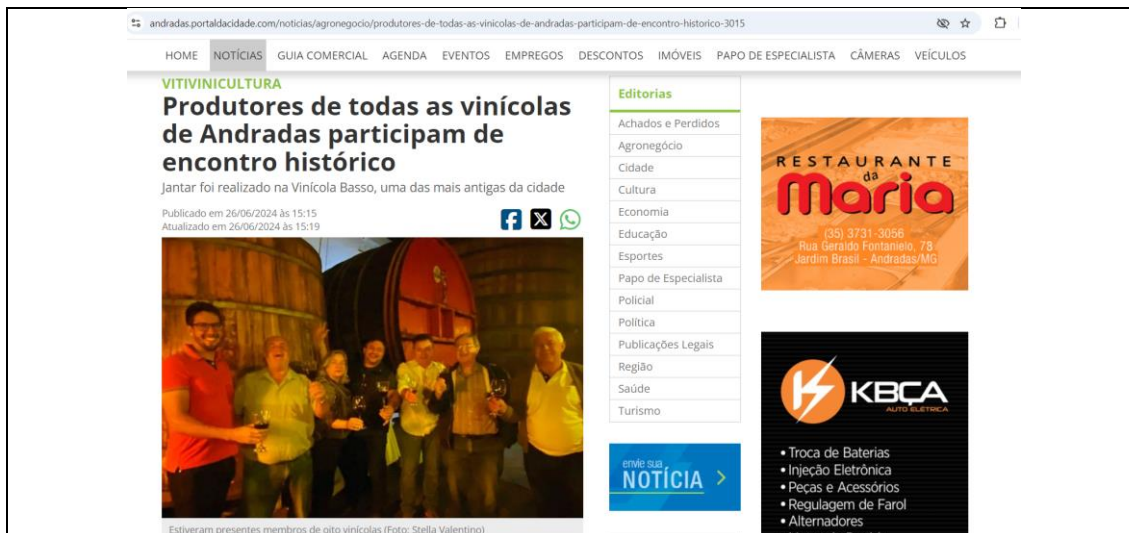 andradas.portaldacidade.com/noticias/agronegocio/produtores-de-todas-as-vinicolas-de-andradas-participam-de-encontro-historico-3015
HOME NOTÍCIAS GUIA COMERCIAL AGENDA EVENTOS EMPREGOS DESCONTOS IMÓVEIS PAPO DE ESPECIALISTA CÂMERAS VEÍCULOS
VITIVINICULTURA
Produtores de todas as vinícolas
de Andradas participam de
encontro histórico
Jantar foi realizado na Vinícola Basso, uma das mais antigas da cidade
Publicado em 26/06/2024 às 15:15
Atualizado em 26/06/2024 às 15:19
Estiveram presentes membros de oito vinícolas (Foto: Stella Valentino)
Editorias
Achados e Perdidos
Agronegócio
Cidade
Cultura
Economia
Educação
Esportes
Papo de Especialista
Policial
Política
Publicações Legais
Região
Saúde
Turismo
envie sua
NOTÍCIA >
RESTAURANTE
da
Maria
(35) 3731-3056
Rua Geraldo Fontanielo, 78
Jardim Brasil - Andradas/MG
KBÇA
AUTO ELÉTRICA
• Troca de Baterias
• Injeção Eletrônica
• Peças e Acessórios
• Regulagem de Farol
• Alternadores